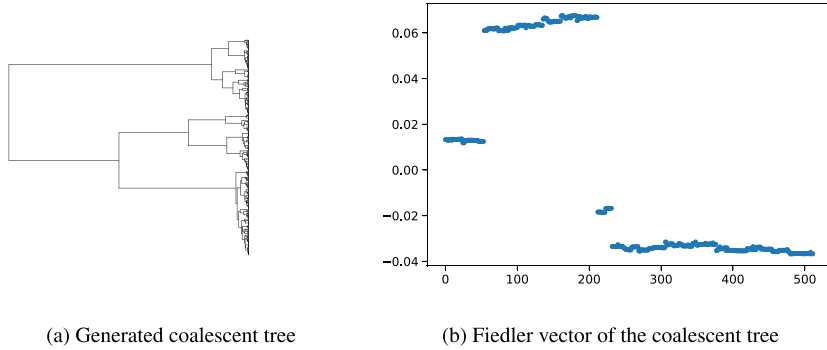 0.06
0.04
0.02
0.00
−0.02
−0.04
0 100 200 300 400 500
(a) Generated coalescent tree
(b) Fiedler vector of the coalescent tree